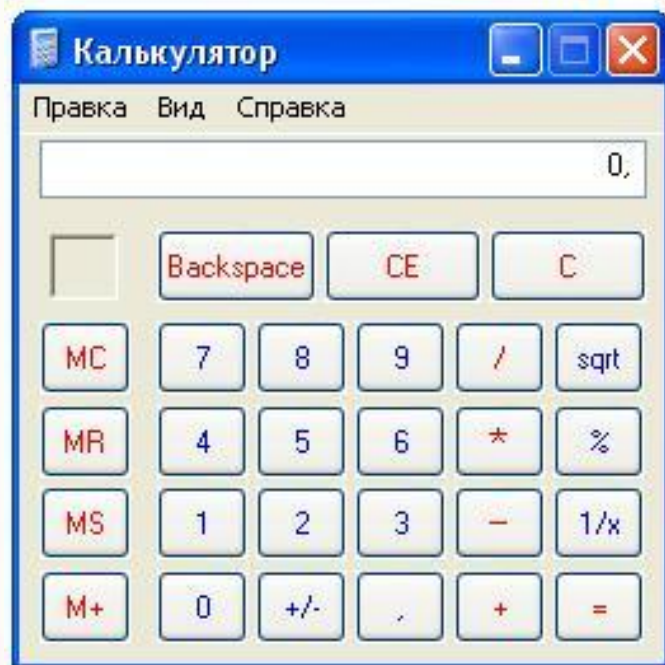 Калькулятор
Правка Вид Справка
0,
Backspace CE C
MC 7 8 9 / sqrt
MR 4 5 6 * %
MS 1 2 3 − 1/x
M+ 0 +/- , + =